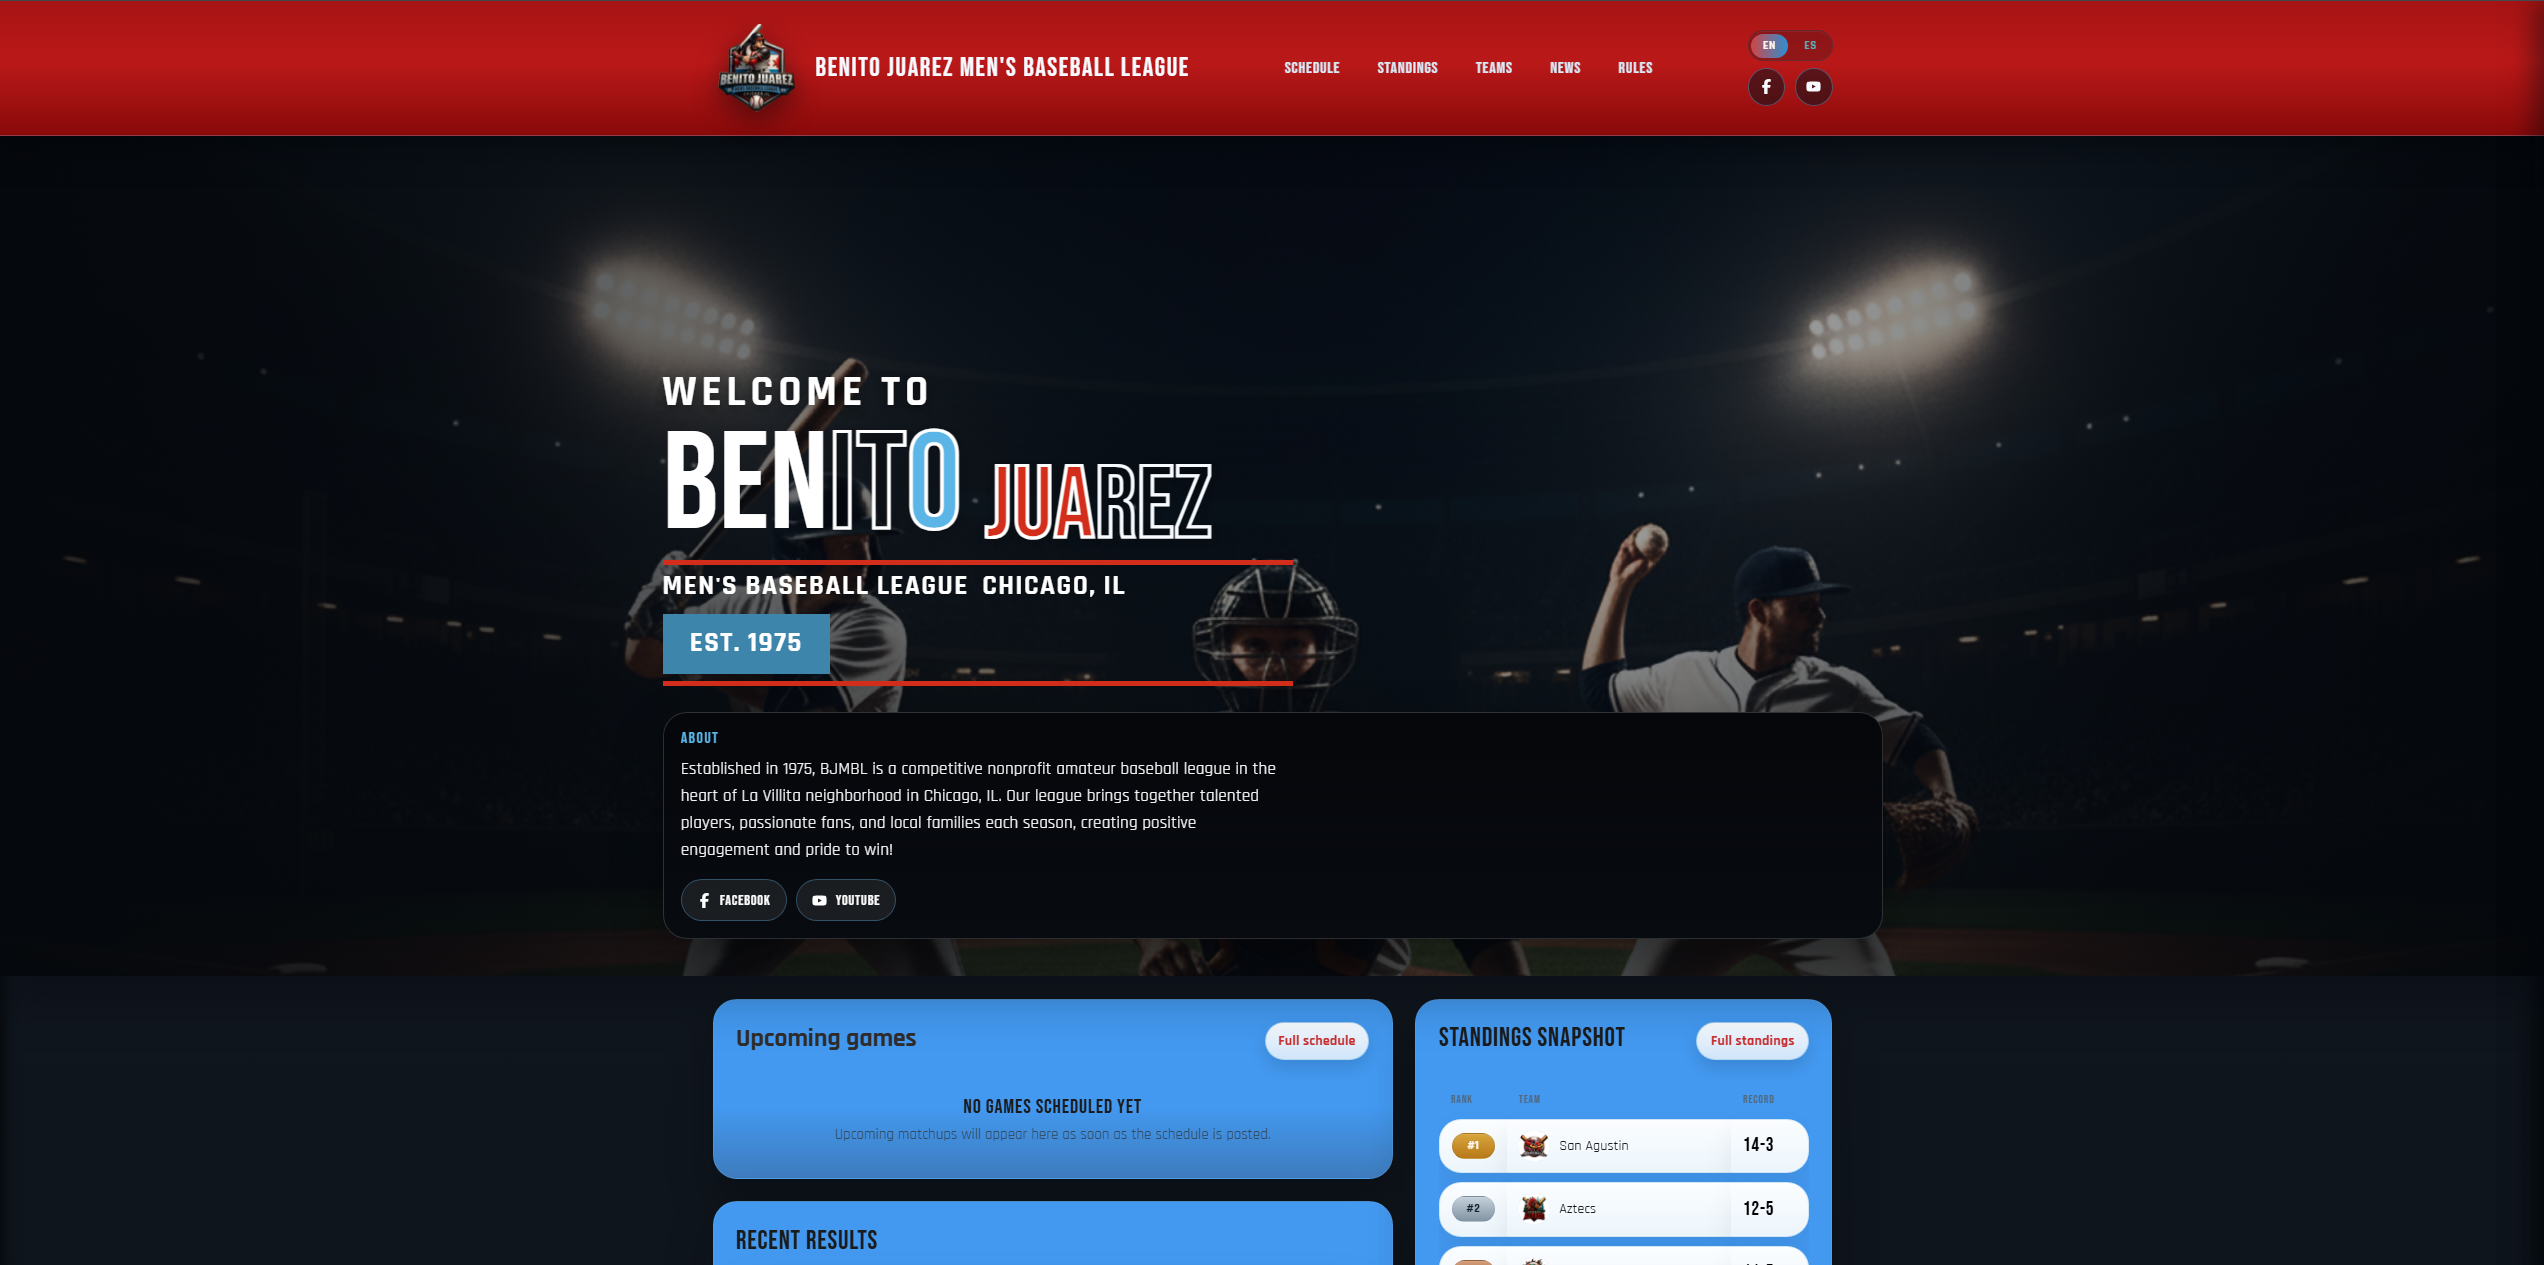 BENITO JUAREZ
BENITO JUAREZ MEN'S BASEBALL LEAGUE
SCHEDULE
STANDINGS
TEAMS
NEWS
RULES
EN
ES
WELCOME TO
BENITO JUAREZ
MEN'S BASEBALL LEAGUE CHICAGO, IL
EST. 1975
ABOUT
Established in 1975, BJMBL is a competitive nonprofit amateur baseball league in the
heart of La Villita neighborhood in Chicago, IL. Our league brings together talented
players, passionate fans, and local families each season, creating positive
engagement and pride to win!
FACEBOOK
YOUTUBE
Upcoming games
Full schedule
NO GAMES SCHEDULED YET
Upcoming matchups will appear here as soon as the schedule is posted.
RECENT RESULTS
STANDINGS SNAPSHOT
Full standings
RANK TEAM RECORD
#1 San Agustin 14-3
#2 Aztecs 12-5